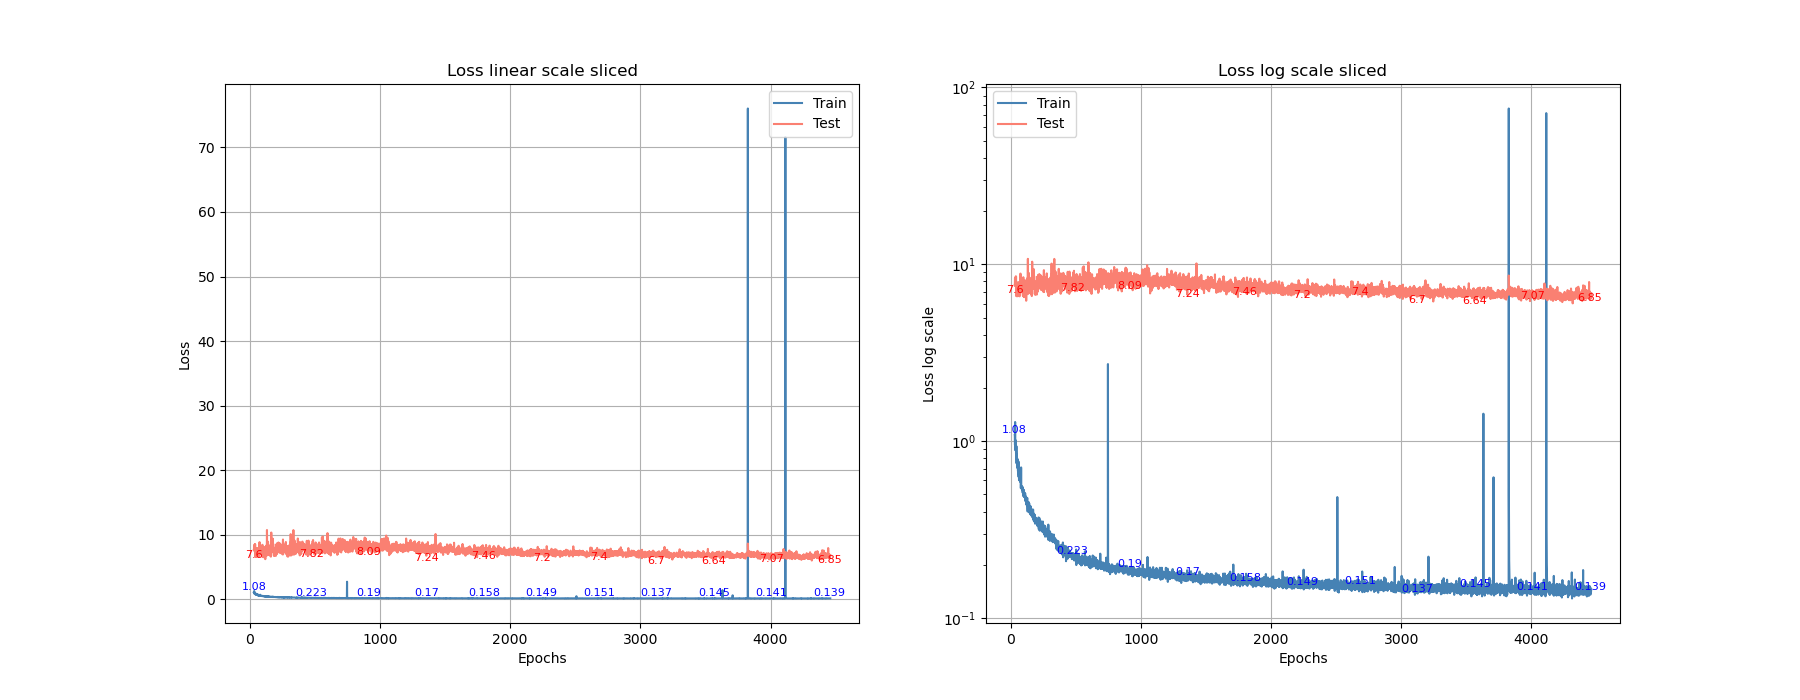 Loss linear scale sliced
Train
Test
70
60
50
40
30
20
10
0
Loss
7.6 7.82 8.09 7.24 7.46 7.2 7.4 6.7 6.64 7.07 6.85
1.08 0.223 0.19 0.17 0.158 0.149 0.151 0.137 0.145 0.141 0.139
0 1000 2000 3000 4000
Epochs
Loss log scale sliced
Train
Test
10^2
10^1
10^0
10^-1
Loss log scale
7.6 7.82 8.09 7.24 7.46 7.2 7.4 6.7 6.64 7.07 6.85
1.08 0.223 0.19 0.17 0.158 0.149 0.151 0.137 0.145 0.141 0.139
0 1000 2000 3000 4000
Epochs